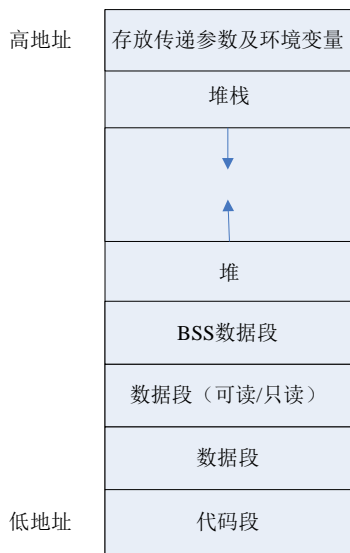 高地址
存放传递参数及环境变量
堆栈
堆
BSS数据段
数据段（可读/只读）
数据段
低地址
代码段